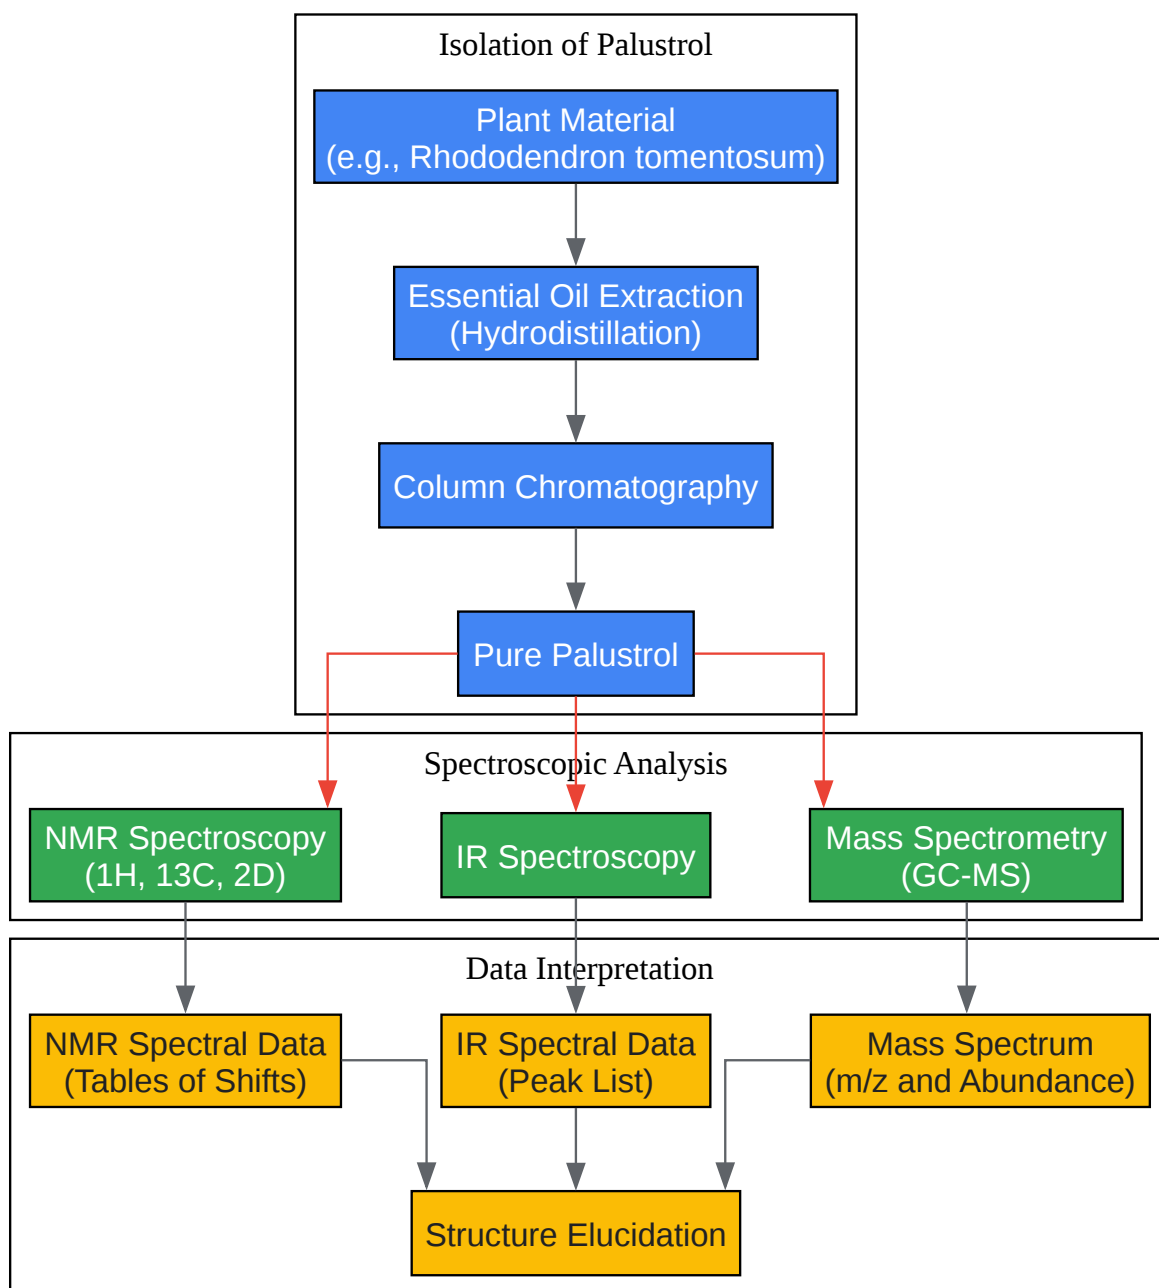 Isolation of Palustrol
Plant Material
(e.g., Rhododendron tomentosum)
Essential Oil Extraction
(Hydrodistillation)
Column Chromatography
Pure Palustrol
Spectroscopic Analysis
NMR Spectroscopy
(1H, 13C, 2D)
IR Spectroscopy
Mass Spectrometry
(GC-MS)
Data Interpretation
NMR Spectral Data
(Tables of Shifts)
IR Spectral Data
(Peak List)
Mass Spectrum
(m/z and Abundance)
Structure Elucidation